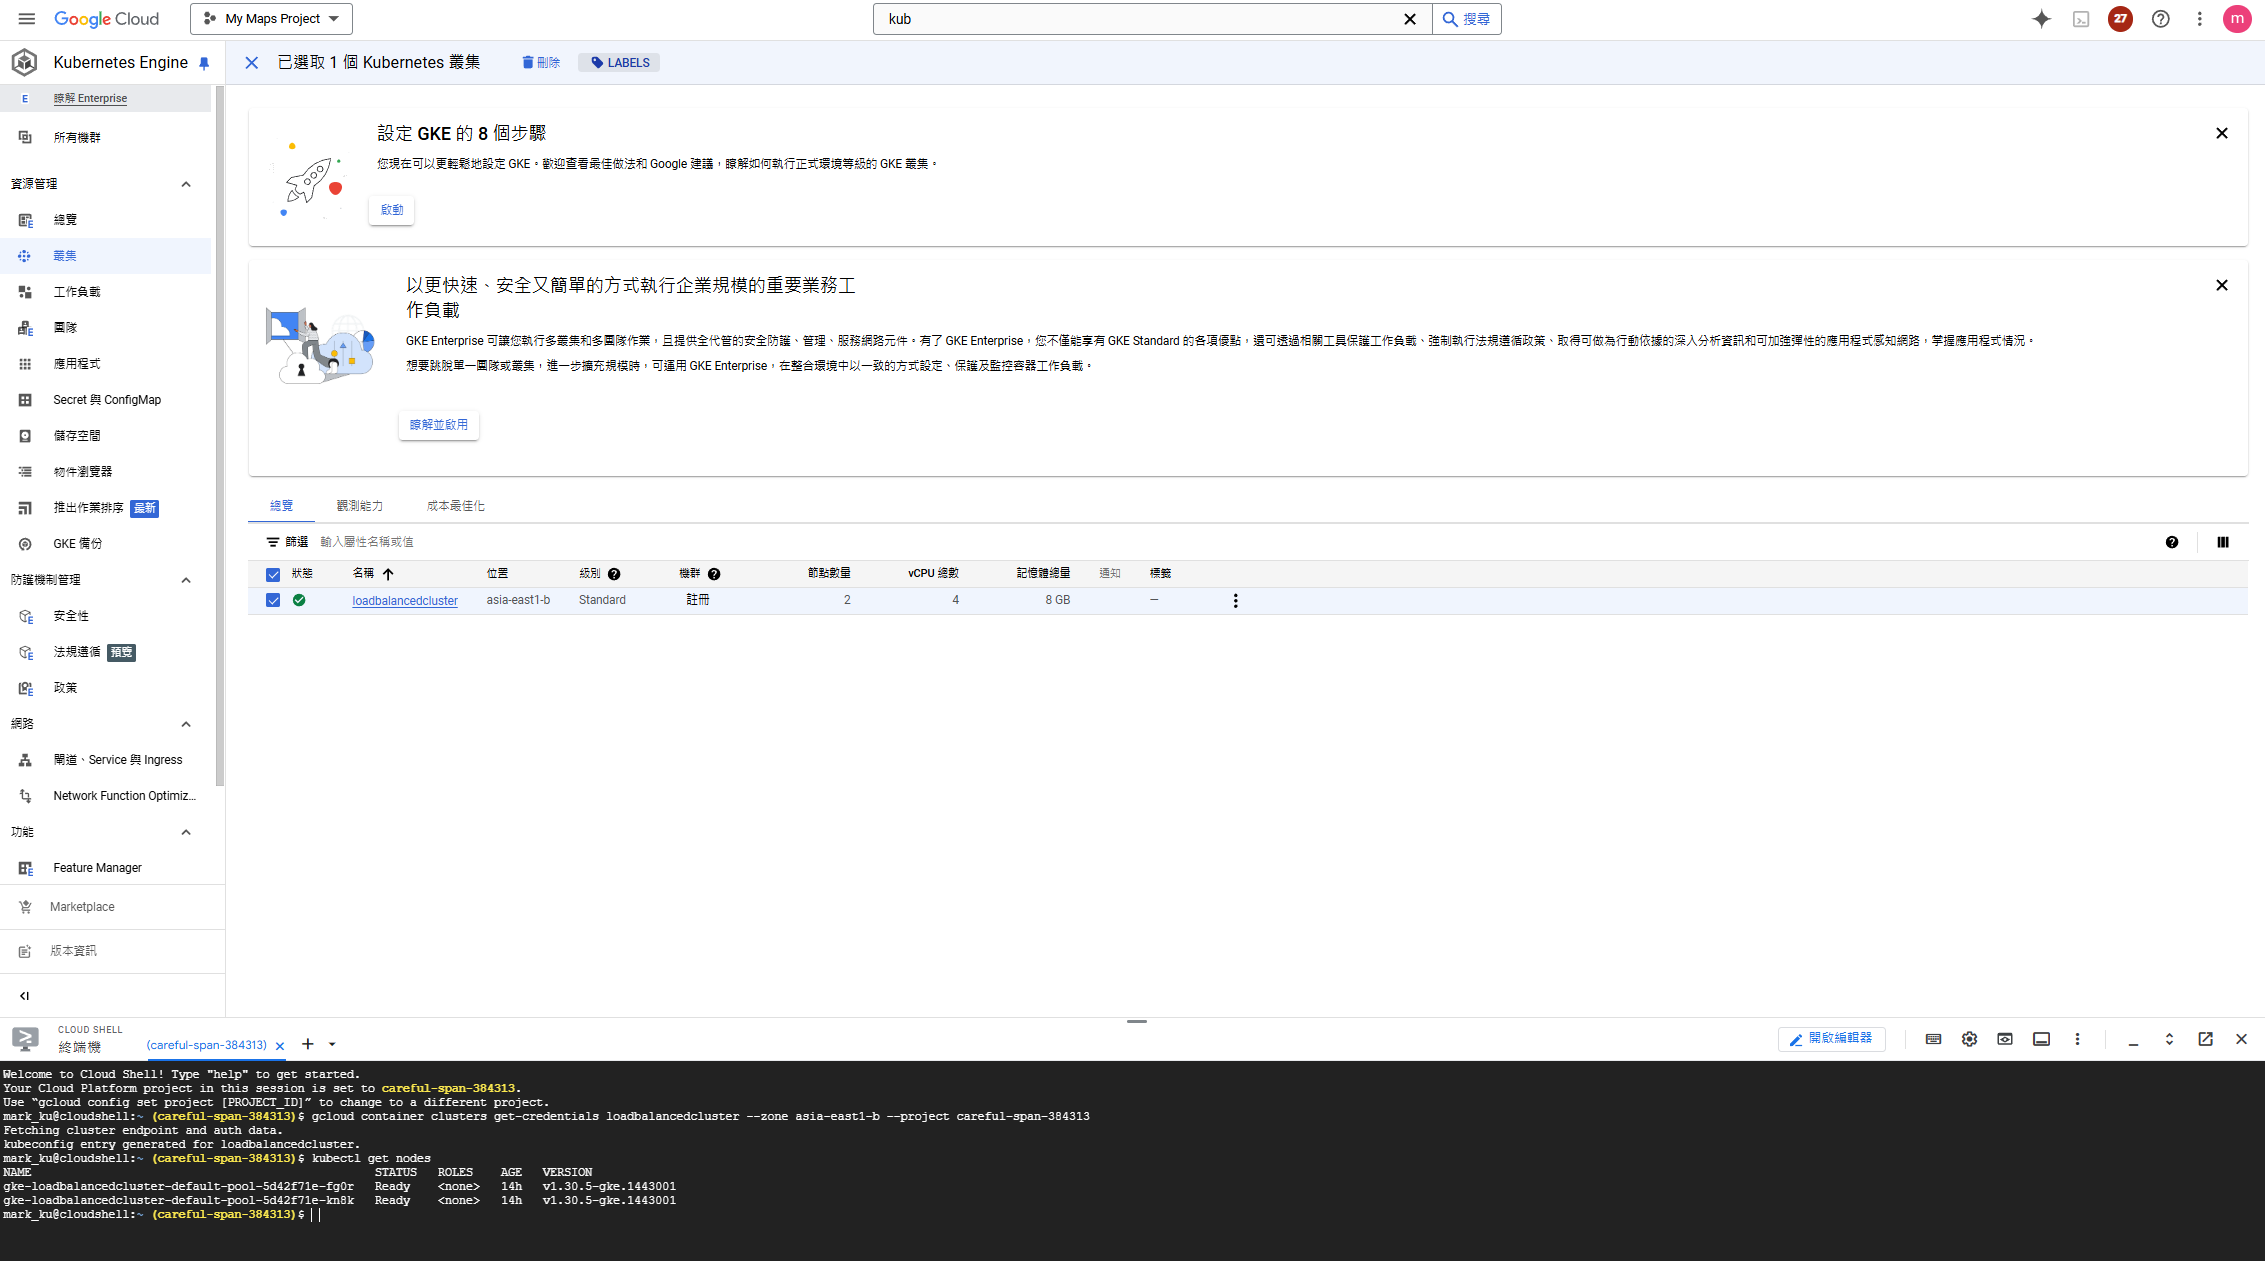 Google Cloud
My Maps Project
kub
搜尋
27
m
Kubernetes Engine
已選取 1 個 Kubernetes 叢集
刪除
LABELS
E 瞭解 Enterprise
所有機群
資源管理
總覽
叢集
工作負載
團隊
應用程式
Secret 與 ConfigMap
儲存空間
物件瀏覽器
推出作業排序 最新
GKE 備份
防護機制管理
安全性
法規遵循 預覽
政策
網路
閘道、Service 與 Ingress
Network Function Optimiz...
功能
Feature Manager
Marketplace
版本資訊
設定 GKE 的 8 個步驟
您現在可以更輕鬆地設定 GKE。歡迎查看最佳做法和 Google 建議，瞭解如何執行正式環境等級的 GKE 叢集。
啟動
以更快速、安全又簡單的方式執行企業規模的重要業務工
作負載
GKE Enterprise 可讓您執行多叢集和多團隊作業，且提供全代管的安全防護、管理、服務網路元件。有了 GKE Enterprise，您不僅能享有 GKE Standard 的各項優點，還可透過相關工具保護工作負載、強制執行法規遵循政策、取得可做為行動依據的深入分析資訊和可加強彈性的應用程式感知網路，掌握應用程式情況。
想要跳脫單一團隊或叢集，進一步擴充規模時，可運用 GKE Enterprise，在整合環境中以一致的方式設定、保護及監控容器工作負載。
瞭解並啟用
總覽 觀測能力 成本最佳化
篩選 輸入屬性名稱或值
狀態 名稱 位置 級別 機群 節點數量 vCPU 總數 記憶體總量 通知 標籤
loadbalancedcluster asia-east1-b Standard 註冊 2 4 8 GB —
CLOUD SHELL
終端機
(careful-span-384313)
開啟編輯器
Welcome to Cloud Shell! Type "help" to get started.
Your Cloud Platform project in this session is set to careful-span-384313.
Use “gcloud config set project [PROJECT_ID]” to change to a different project.
mark_ku@cloudshell:~ (careful-span-384313)$ gcloud container clusters get-credentials loadbalancedcluster --zone asia-east1-b --project careful-span-384313
Fetching cluster endpoint and auth data.
kubeconfig entry generated for loadbalancedcluster.
mark_ku@cloudshell:~ (careful-span-384313)$ kubectl get nodes
NAME STATUS ROLES AGE VERSION
gke-loadbalancedcluster-default-pool-5d42f71e-fg0r Ready <none> 14h v1.30.5-gke.1443001
gke-loadbalancedcluster-default-pool-5d42f71e-kn8k Ready <none> 14h v1.30.5-gke.1443001
mark_ku@cloudshell:~ (careful-span-384313)$